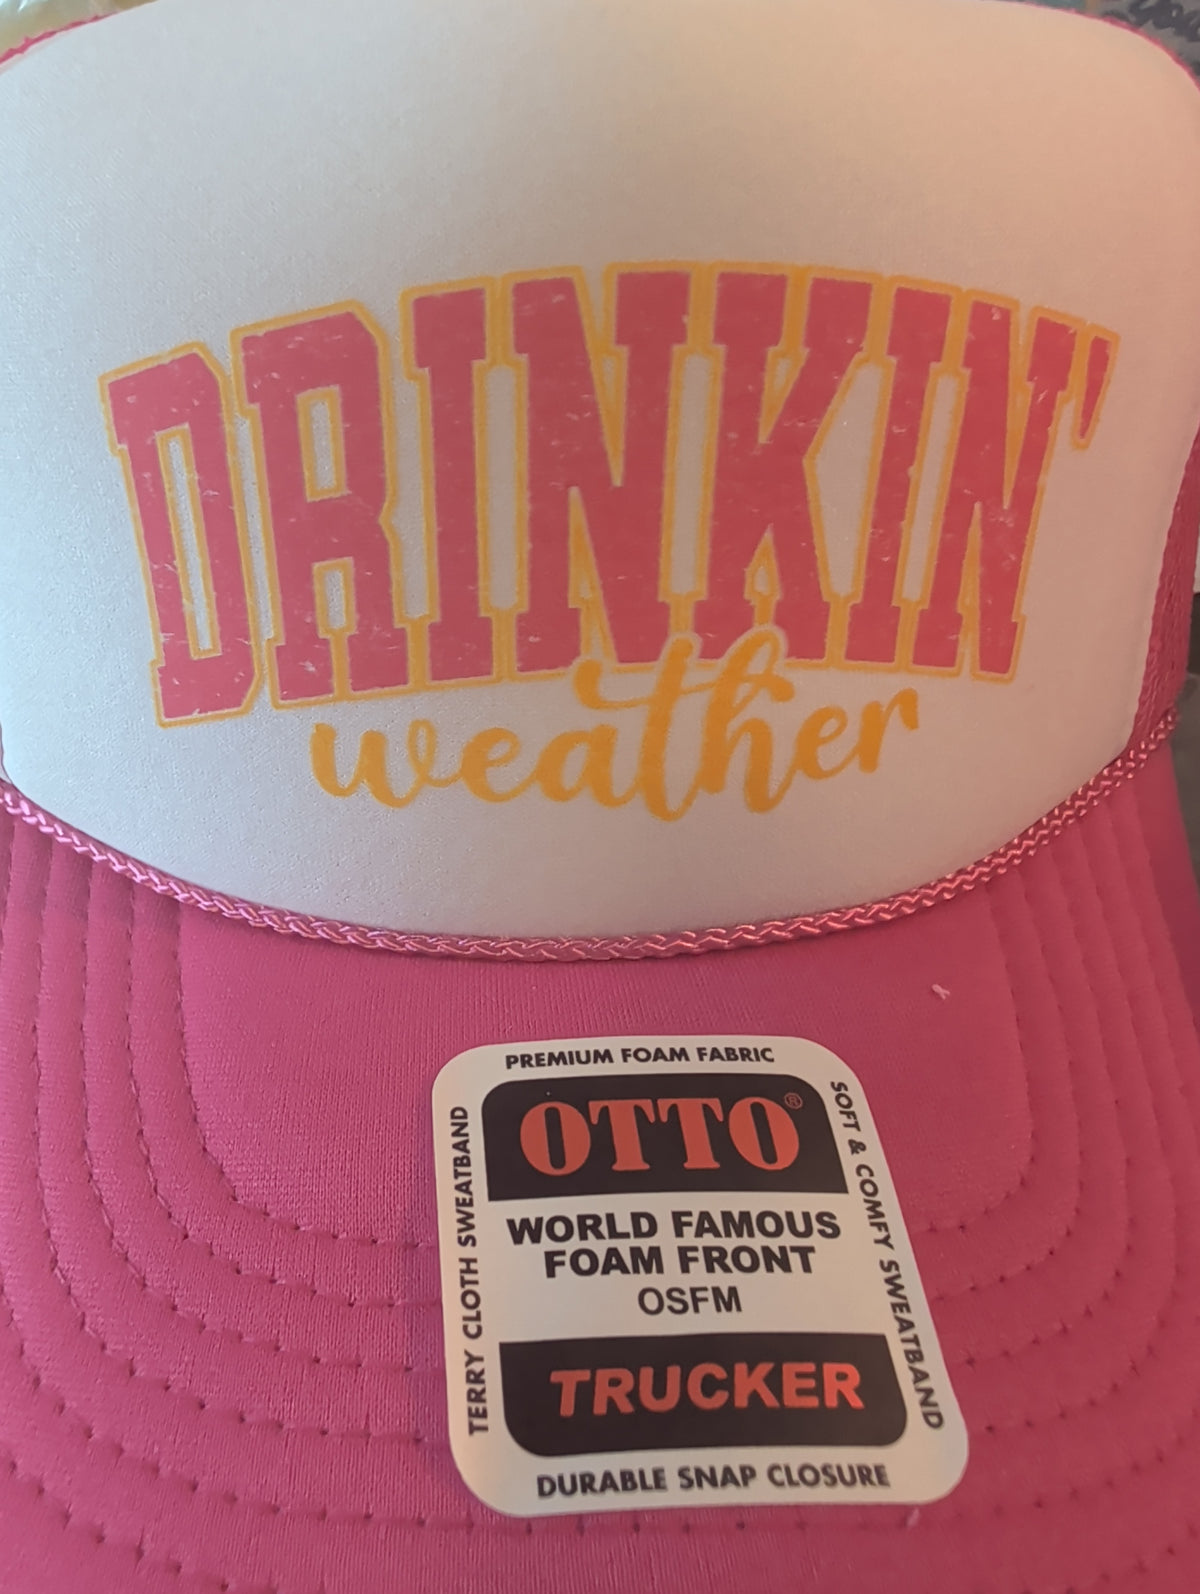 DRINKIN'
weather
PREMIUM FOAM FABRIC
OTTO®
TERRY CLOTH SWEATBAND
SOFT & COMFY SWEATBAND
WORLD FAMOUS
FOAM FRONT
OSFM
TRUCKER
DURABLE SNAP CLOSURE